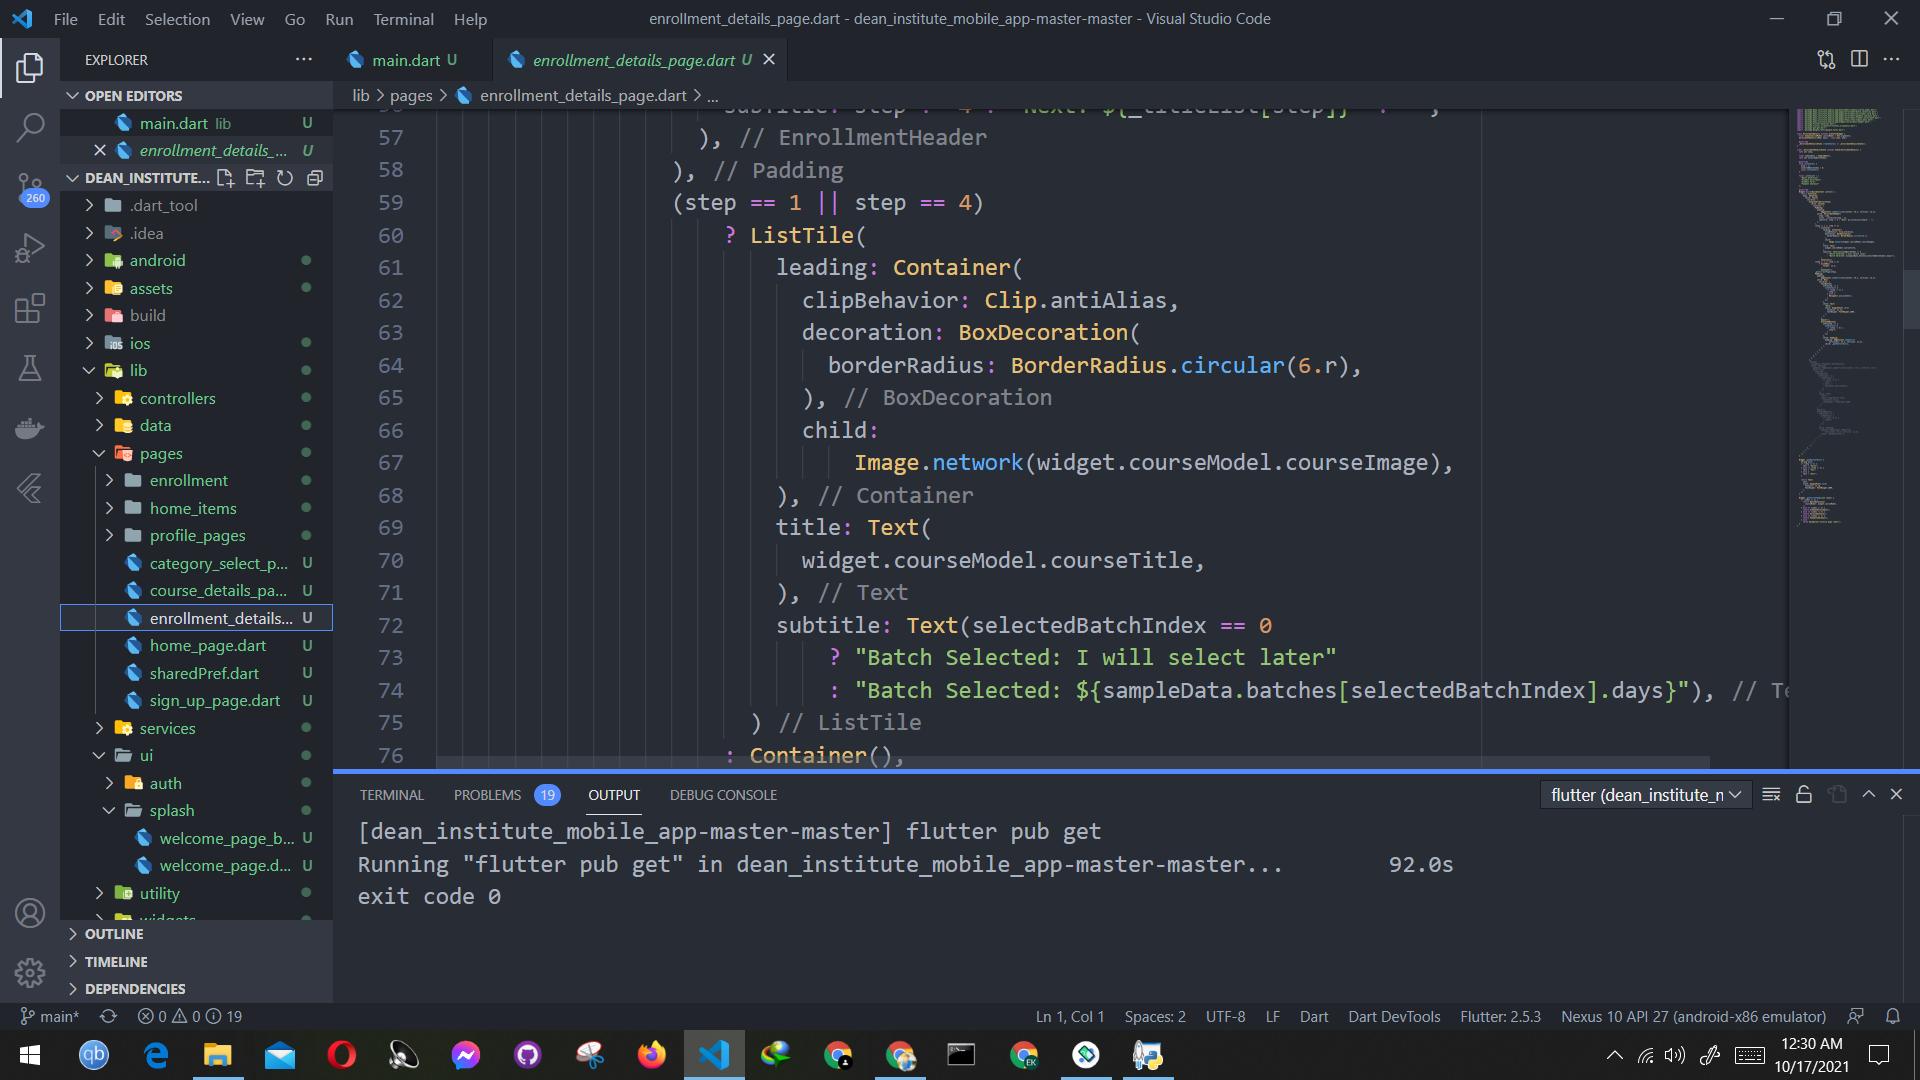 File Edit Selection View Go Run Terminal Help
enrollment_details_page.dart - dean_institute_mobile_app-master-master - Visual Studio Code
EXPLORER
main.dart U
enrollment_details_page.dart U
OPEN EDITORS
main.dart lib U
enrollment_details_... U
DEAN_INSTITUTE...
.dart_tool
.idea
android
assets
build
ios
lib
controllers
data
pages
enrollment
home_items
profile_pages
category_select_p... U
course_details_pa... U
enrollment_details... U
home_page.dart U
sharedPref.dart U
sign_up_page.dart U
services
ui
auth
splash
welcome_page_b... U
welcome_page.d... U
utility
widgets
OUTLINE
TIMELINE
DEPENDENCIES
260
lib > pages > enrollment_details_page.dart > ...
57 ), // EnrollmentHeader
58 ), // Padding
59 (step == 1 || step == 4)
60 ? ListTile(
61 leading: Container(
62 clipBehavior: Clip.antiAlias,
63 decoration: BoxDecoration(
64 borderRadius: BorderRadius.circular(6.r),
65 ), // BoxDecoration
66 child:
67 Image.network(widget.courseModel.courseImage),
68 ), // Container
69 title: Text(
70 widget.courseModel.courseTitle,
71 ), // Text
72 subtitle: Text(selectedBatchIndex == 0
73 ? "Batch Selected: I will select later"
74 : "Batch Selected: ${sampleData.batches[selectedBatchIndex].days}"), // Te
75 ) // ListTile
76 : Container(),
TERMINAL PROBLEMS 19 OUTPUT DEBUG CONSOLE
flutter (dean_institute_n
[dean_institute_mobile_app-master-master] flutter pub get
Running "flutter pub get" in dean_institute_mobile_app-master-master... 92.0s
exit code 0
main* 0 0 19
Ln 1, Col 1 Spaces: 2 UTF-8 LF Dart Dart DevTools Flutter: 2.5.3 Nexus 10 API 27 (android-x86 emulator)
qb
EK
12:30 AM
10/17/2021